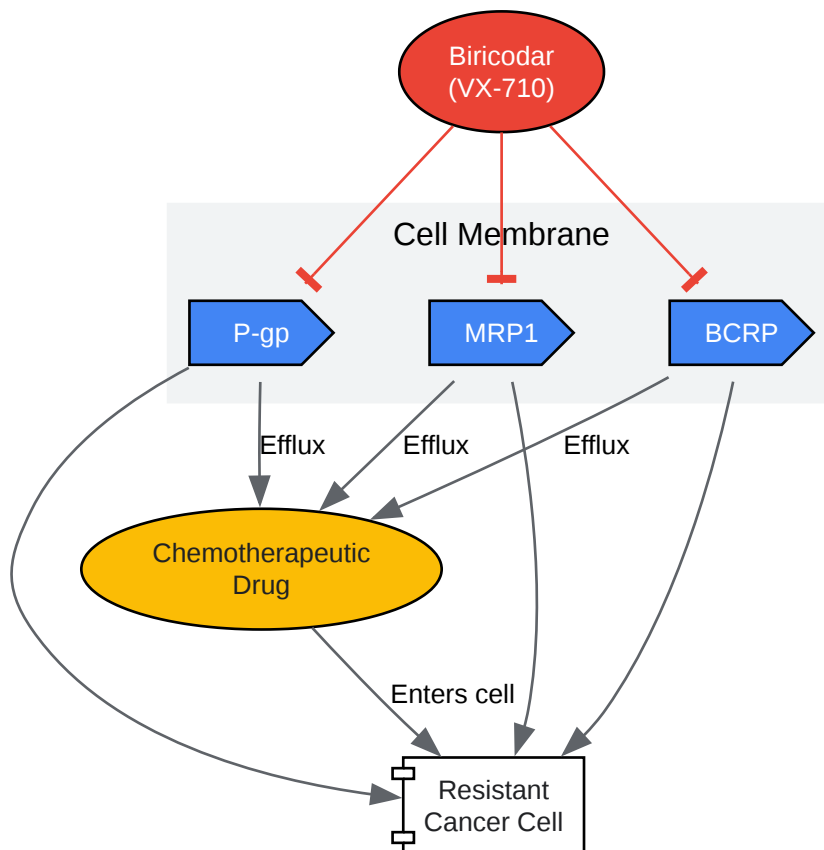 Biricodar
(VX-710)
Cell Membrane
P-gp
MRP1
BCRP
Efflux
Efflux
Efflux
Chemotherapeutic
Drug
Enters cell
Resistant
Cancer Cell